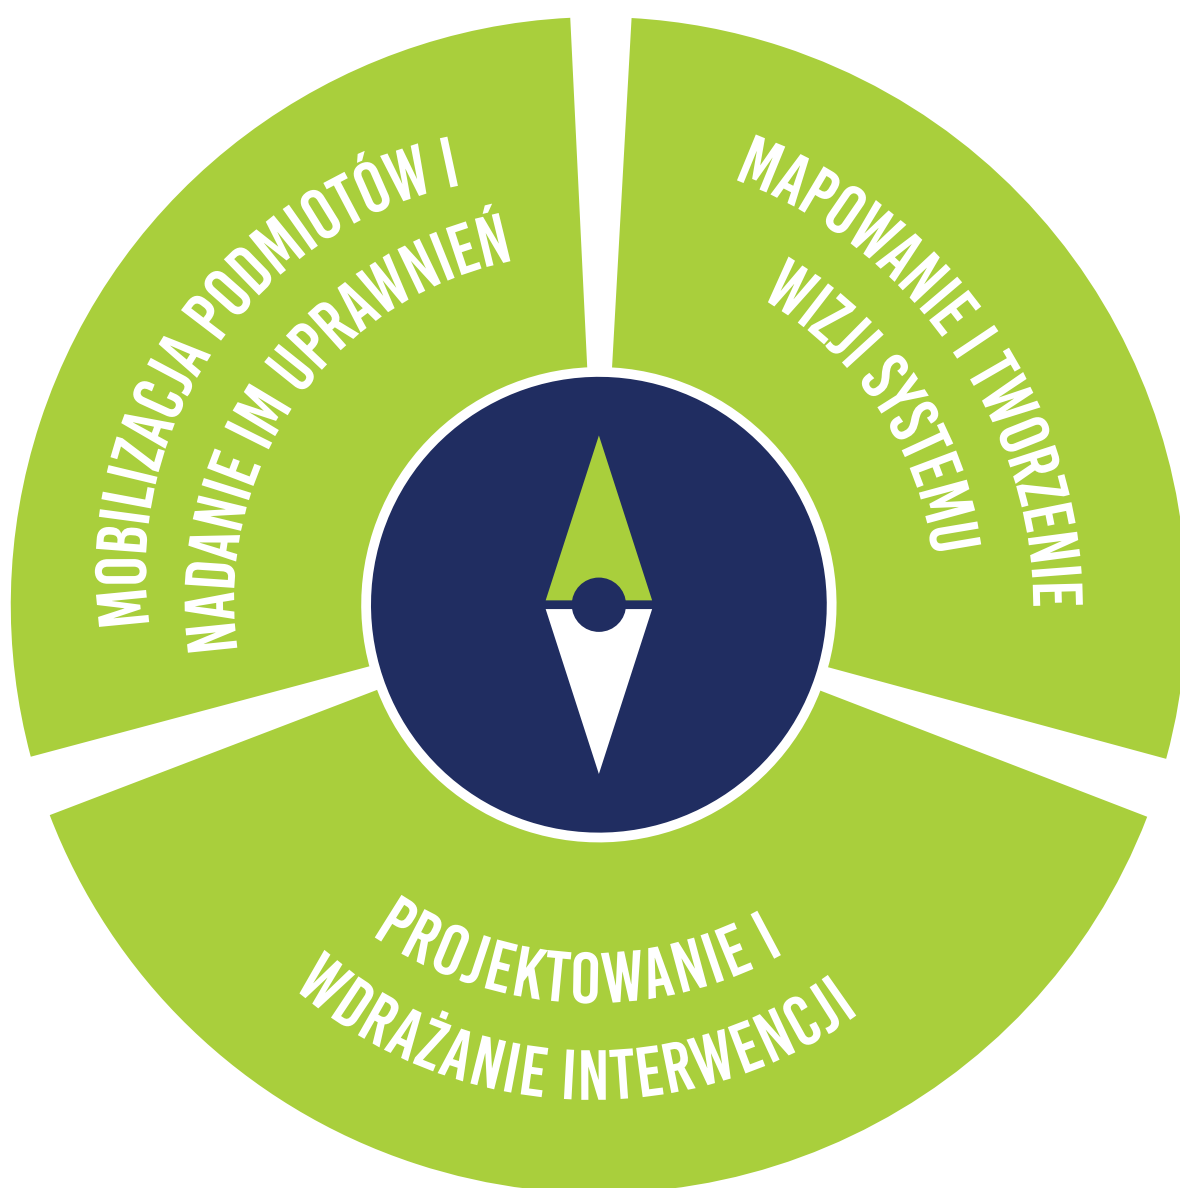 MOBILIZACJA PODMIOTÓW I
NADANIE IM UPRAWNIEŃ
MAPOWANIE I TWORZENIE
WIZJI SYSTEMU
PROJEKTOWANIE I
WDRAŻANIE INTERWENCJI